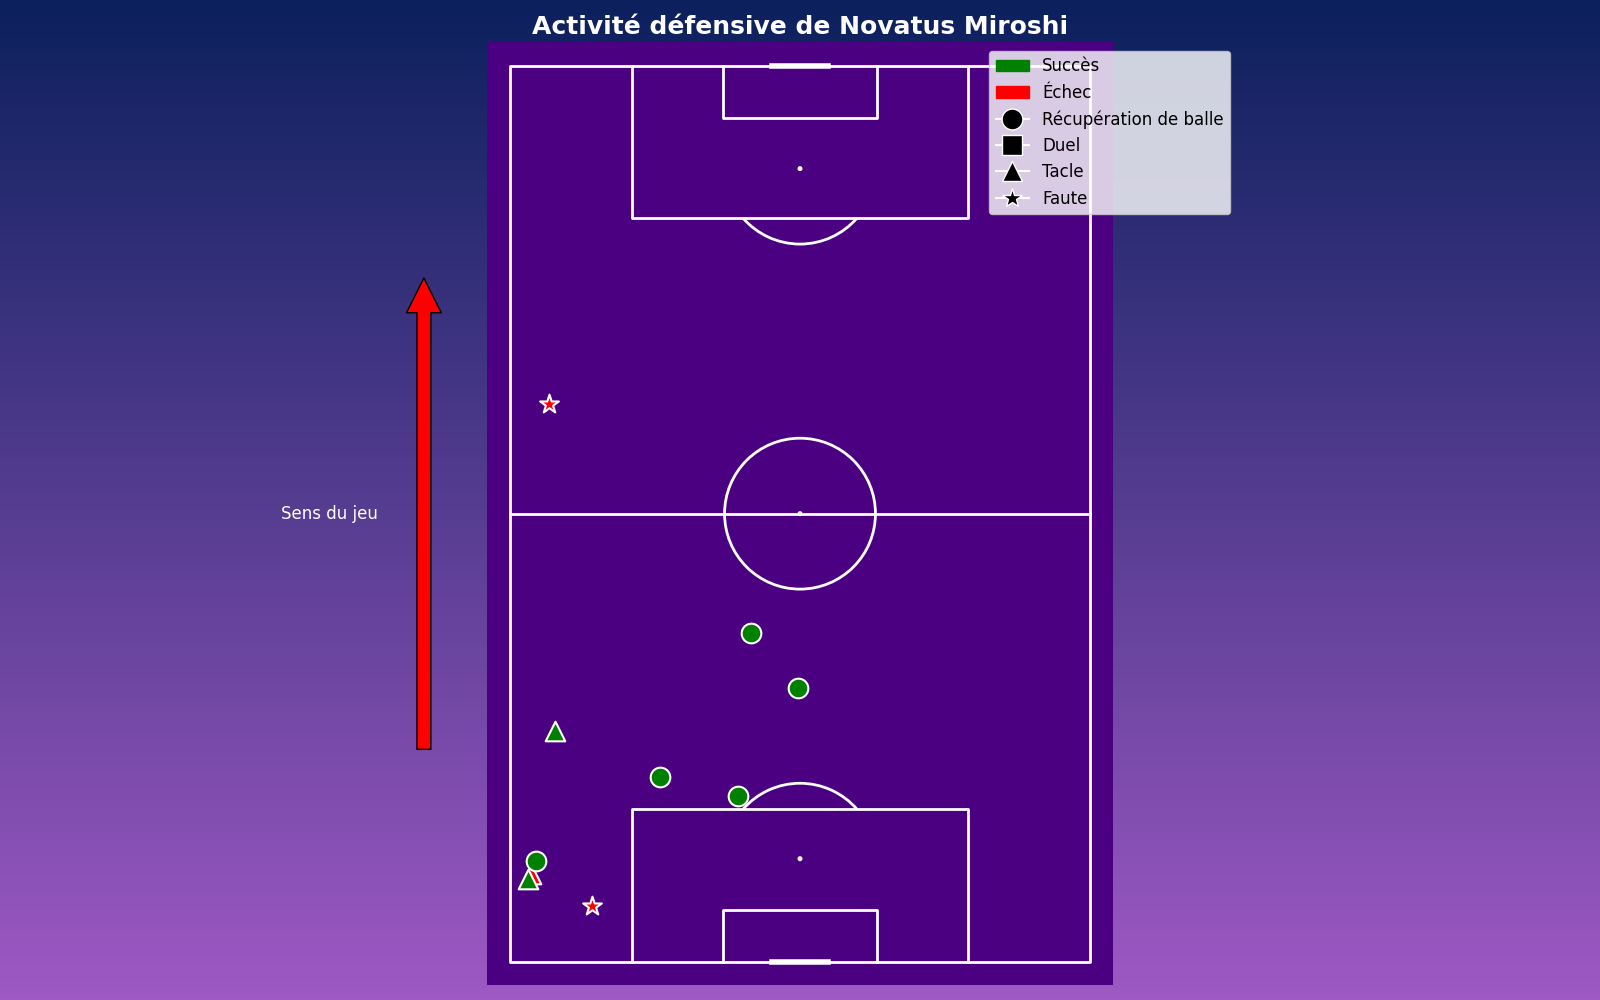 Activité défensive de Novatus Miroshi
Succès
Échec
Récupération de balle
Duel
Tacle
Faute
Sens du jeu